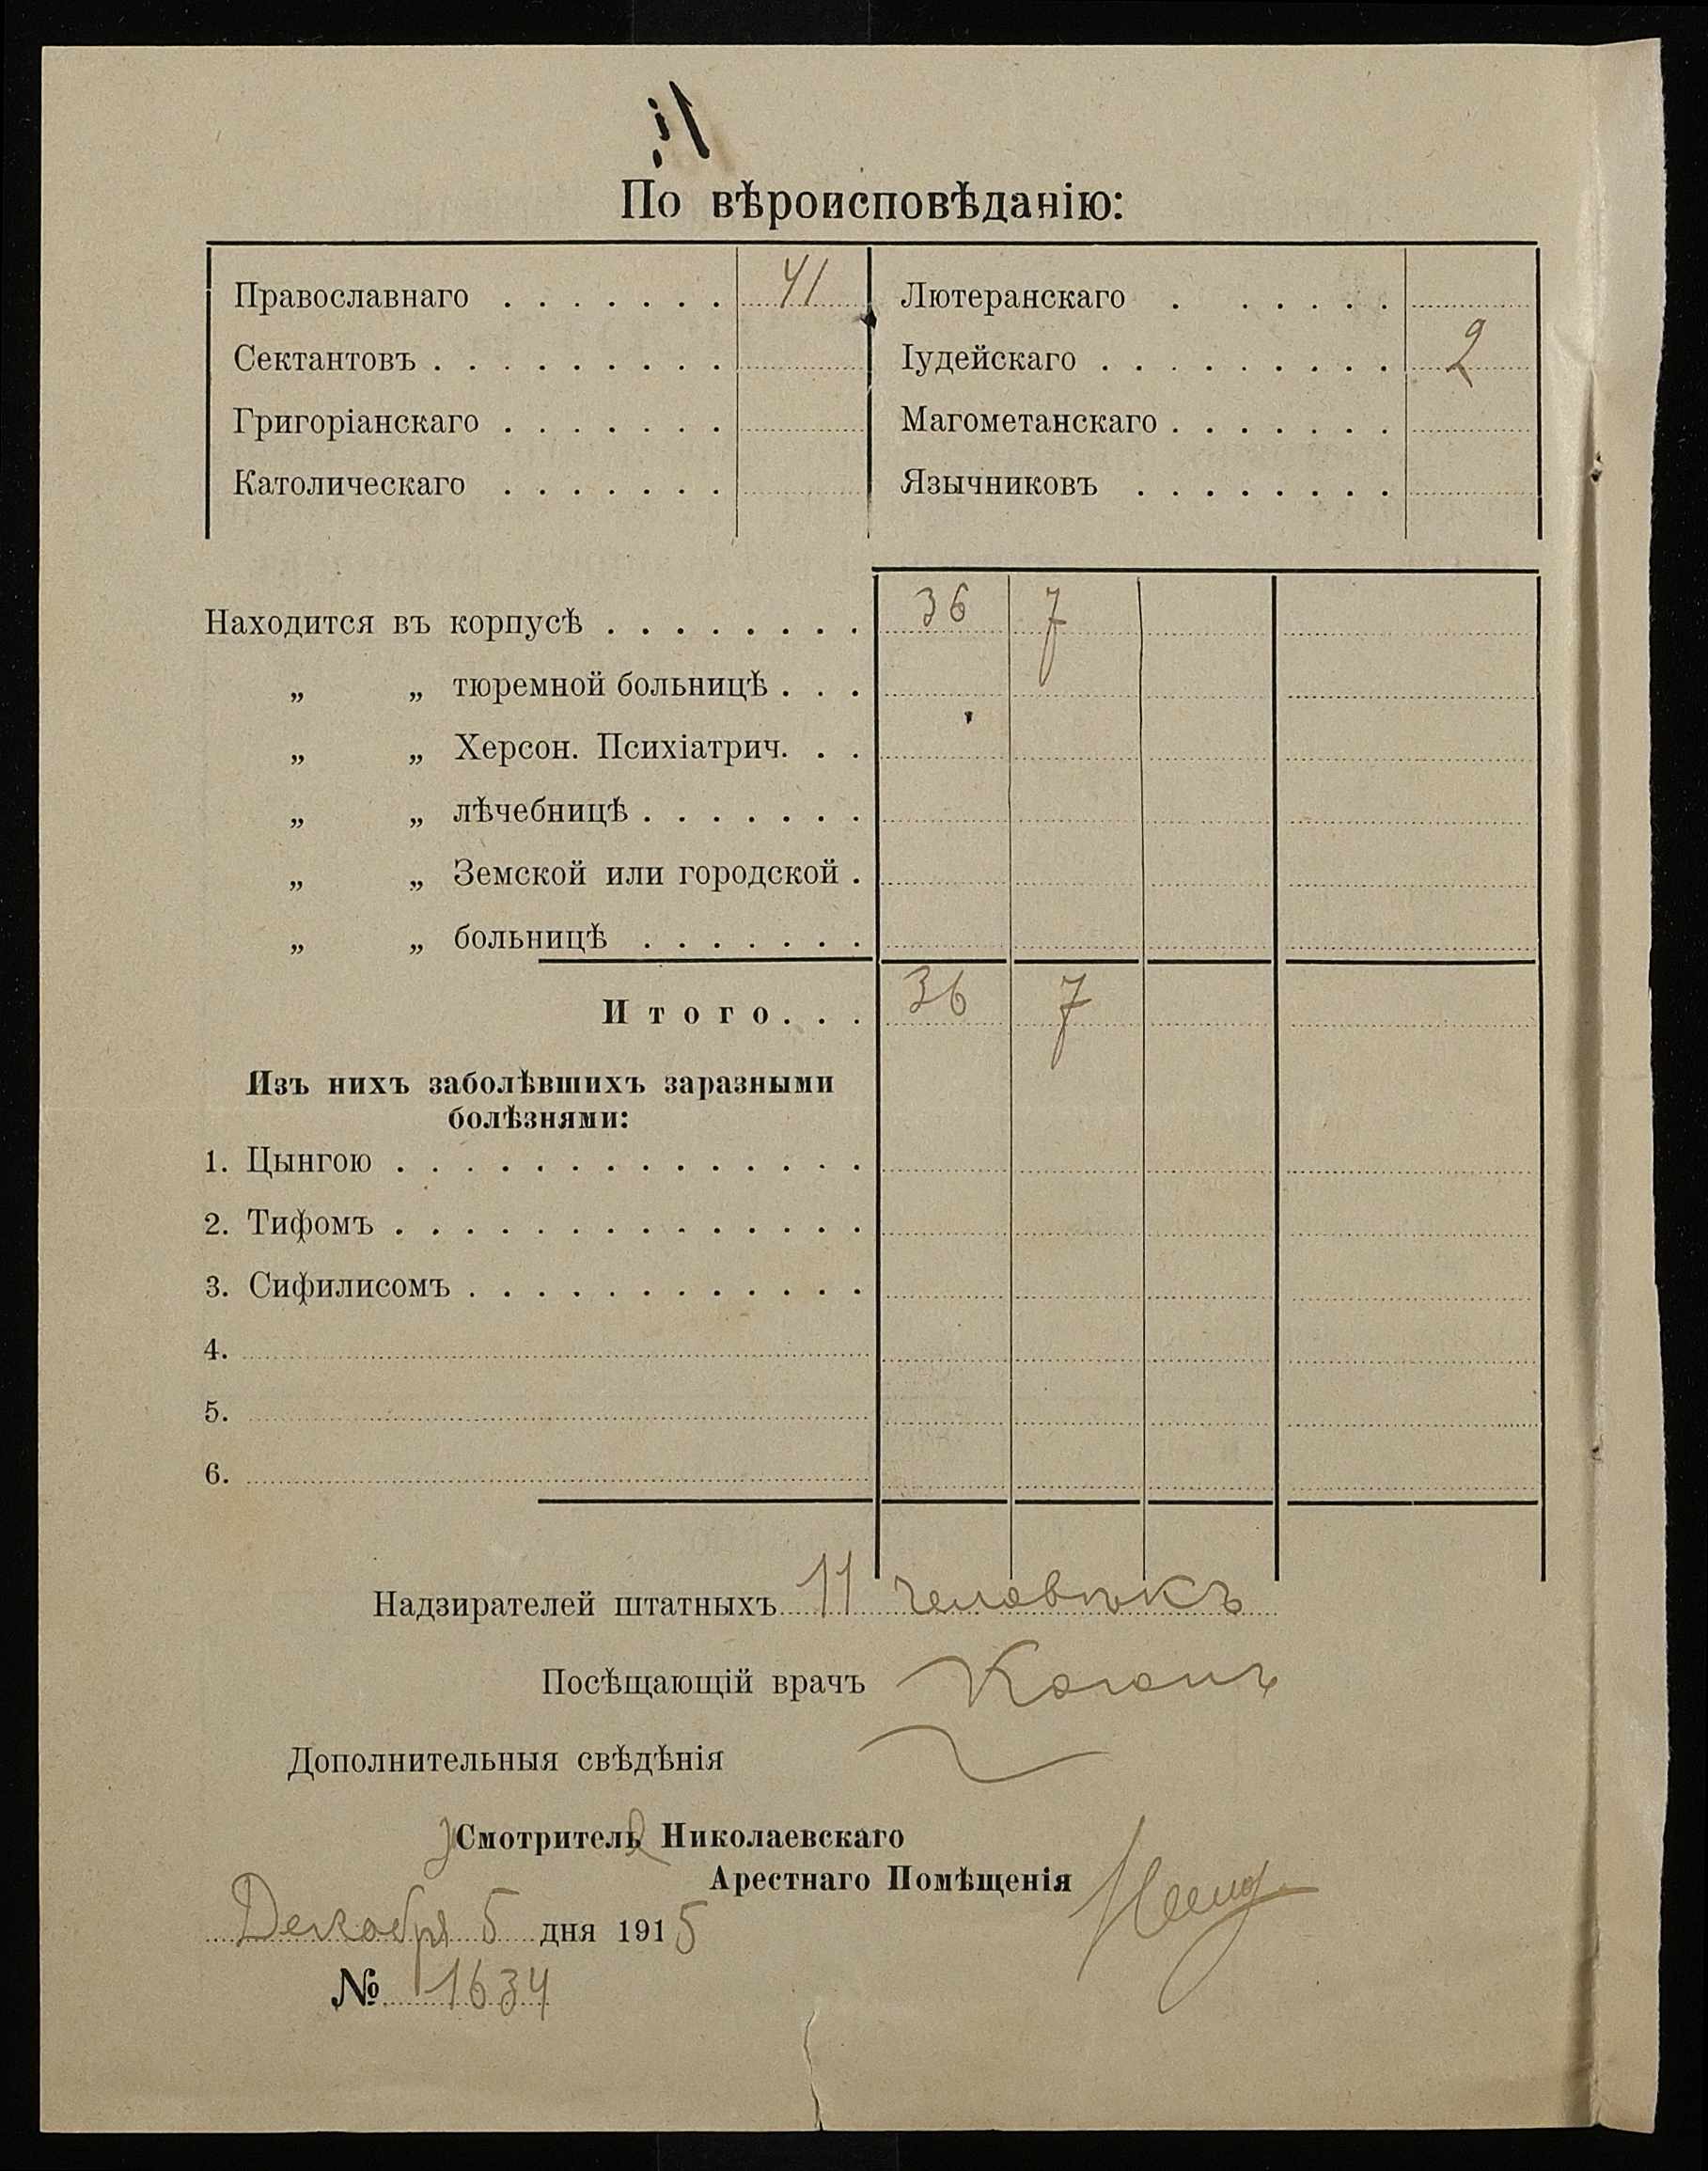 По вѣроисповѣданію:
Православнаго . . . . . . . 41
Лютеранскаго . . . . . .
Сектантовъ . . . . . . . . .
Іудейскаго . . . . . . . . . 2
Григоріанскаго . . . . . . .
Магометанскаго . . . . . . .
Католическаго . . . . . . .
Язычниковъ . . . . . . . .
Находится въ корпусѣ . . . . . . . . 36 7
„ „ тюремной больницѣ . . .
„ „ Херсон. Психіатрич. . .
„ „ лѣчебницѣ . . . . . . .
„ „ Земской или городской .
„ „ больницѣ . . . . . . .
Итого. . . 36 7
Изъ нихъ заболѣвшихъ заразными
болѣзнями:
1. Цынгою . . . . . . . . . . . . . .
2. Тифомъ . . . . . . . . . . . . . .
3. Сифилисомъ . . . . . . . . . . . .
4.
5.
6.
Надзирателей штатныхъ 11 человѣкъ
Посѣщающій врачъ Коганъ
Дополнительныя свѣдѣнія
Смотритель Николаевскаго
Арестнаго Помѣщенія
Декабря 5 дня 1915
№ 1634